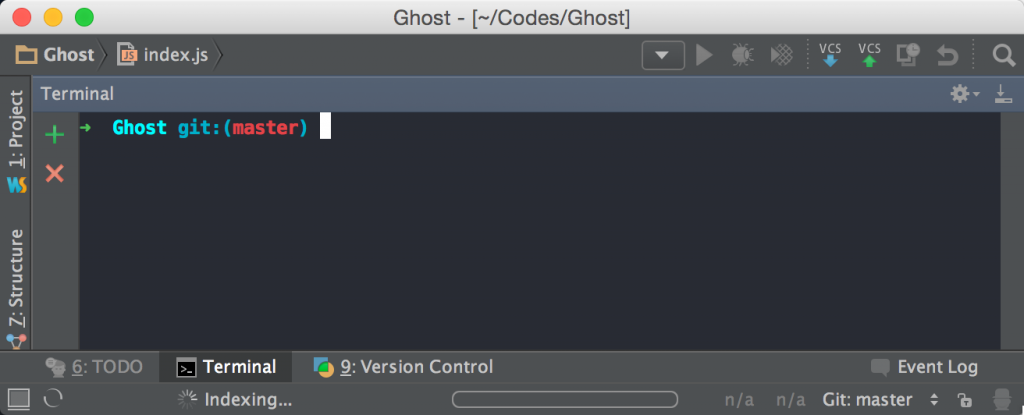 Ghost - [~/Codes/Ghost]
Ghost index.js VCS VCS
Terminal
1: Project
Z: Structure
➜ Ghost git:(master)
6: TODO Terminal 9: Version Control Event Log
Indexing... n/a n/a Git: master